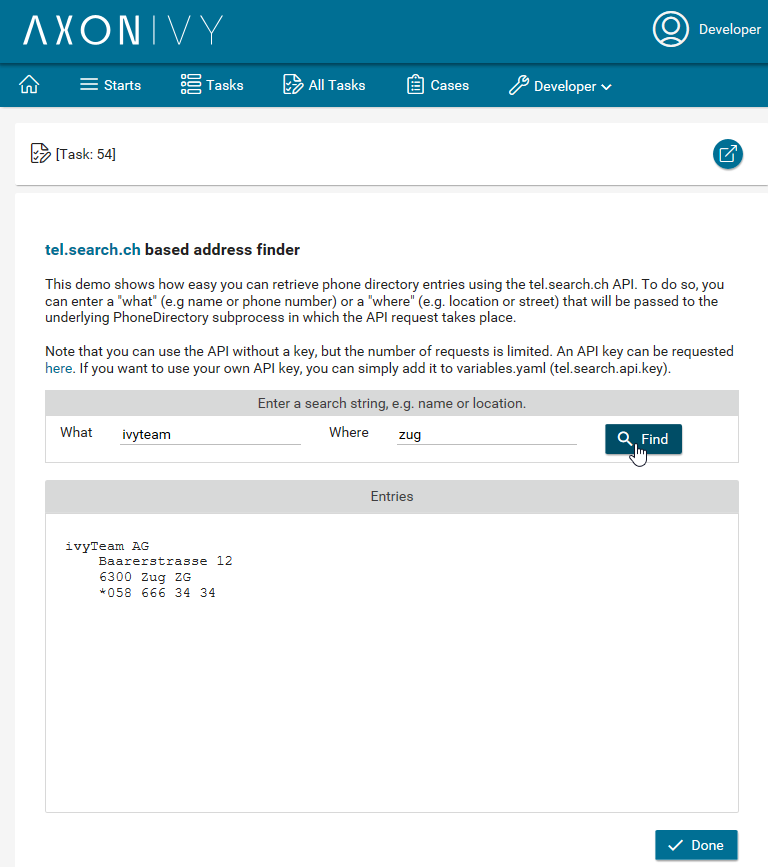 AXONIVY
Developer
Starts
Tasks
All Tasks
Cases
Developer
[Task: 54]
tel.search.ch based address finder
This demo shows how easy you can retrieve phone directory entries using the tel.search.ch API. To do so, you
can enter a "what" (e.g name or phone number) or a "where" (e.g. location or street) that will be passed to the
underlying PhoneDirectory subprocess in which the API request takes place.
Note that you can use the API without a key, but the number of requests is limited. An API key can be requested
here. If you want to use your own API key, you can simply add it to variables.yaml (tel.search.api.key).
Enter a search string, e.g. name or location.
What ivyteam Where zug Find
Entries
ivyTeam AG
Baarerstrasse 12
6300 Zug ZG
*058 666 34 34
Done